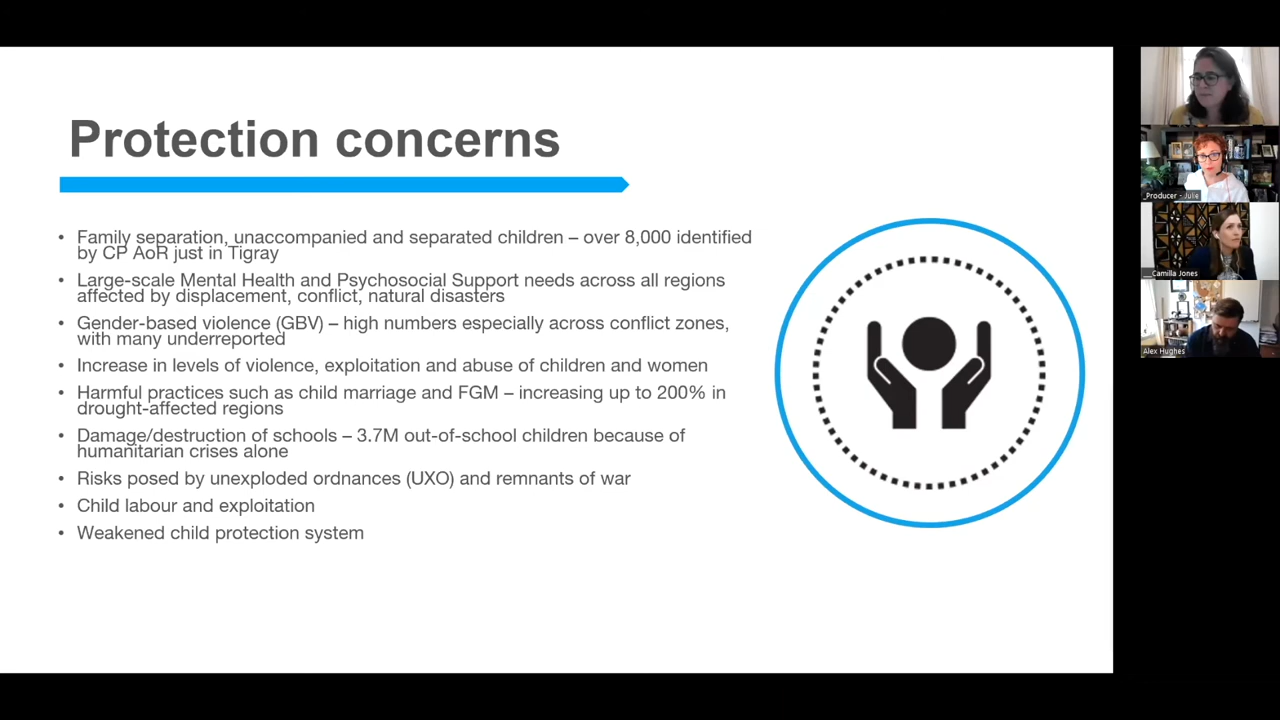 Protection concerns
• Family separation, unaccompanied and separated children – over 8,000 identified
by CP AoR just in Tigray
• Large-scale Mental Health and Psychosocial Support needs across all regions
affected by displacement, conflict, natural disasters
• Gender-based violence (GBV) – high numbers especially across conflict zones,
with many underreported
• Increase in levels of violence, exploitation and abuse of children and women
• Harmful practices such as child marriage and FGM – increasing up to 200% in
drought-affected regions
• Damage/destruction of schools – 3.7M out-of-school children because of
humanitarian crises alone
• Risks posed by unexploded ordnances (UXO) and remnants of war
• Child labour and exploitation
• Weakened child protection system
_Producer - Julie
__Camilla Jones
Alex Hughes